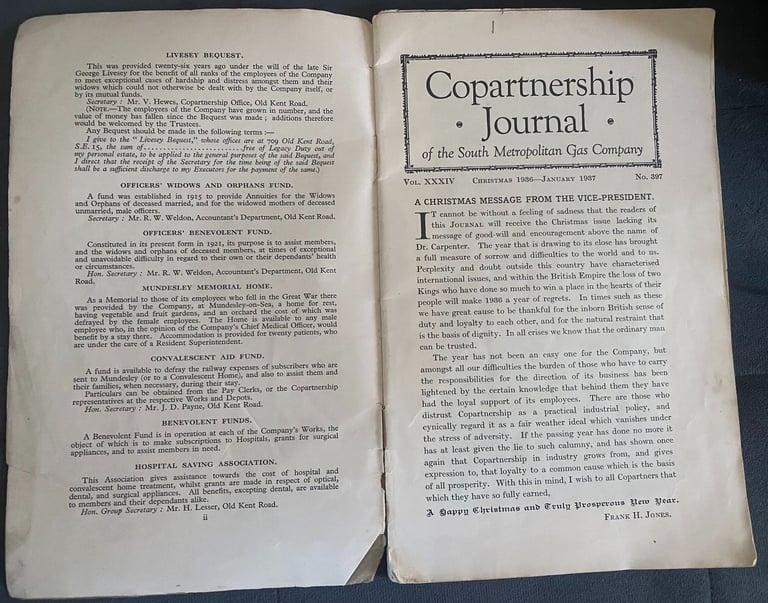 LIVESEY BEQUEST.
This was provided twenty-six years ago under the will of the late Sir
George Livesey for the benefit of all ranks of the employees of the Company
to meet exceptional cases of hardship and distress amongst them and their
widows which could not otherwise be dealt with by the Company itself, or
by its mutual funds.
Secretary : Mr. V. Hewes, Copartnership Office, Old Kent Road.
(NOTE.—The employees of the Company have grown in number, and the
value of money has fallen since the Bequest was made ; additions therefore
would be welcomed by the Trustees.
Any Bequest should be made in the following terms :—
I give to the "Livesey Bequest," whose offices are at 709 Old Kent Road,
S.E. 15, the sum of ................................free of Legacy Duty out of
my personal estate, to be applied to the general purposes of the said Bequest, and
I direct that the receipt of the Secretary for the time being of the said Bequest
shall be a sufficient discharge to my Executors for the payment of the same.)
OFFICERS' WIDOWS AND ORPHANS FUND.
A fund was established in 1915 to provide Annuities for the Widows
and Orphans of deceased married, and for the widowed mothers of deceased
unmarried, male officers.
Secretary : Mr. R. W. Weldon, Accountant's Department, Old Kent Road.
OFFICERS' BENEVOLENT FUND.
Constituted in its present form in 1921, its purpose is to assist members,
and the widows and orphans of deceased members, at times of exceptional
and unavoidable difficulty in regard to their own or their dependants' health
or circumstances.
Hon. Secretary : Mr. R. W. Weldon, Accountant's Department, Old Kent
Road.
MUNDESLEY MEMORIAL HOME.
As a Memorial to those of its employees who fell in the Great War there
was provided by the Company, at Mundesley-on-Sea, a home for rest,
having vegetable and fruit gardens, and an orchard the cost of which was
defrayed by the female employees. The Home is available to any male
employee who, in the opinion of the Company's Chief Medical Officer, would
benefit by a stay there. Accommodation is provided for twenty patients, who
are under the care of a Resident Superintendent.
CONVALESCENT AID FUND.
A fund is available to defray the railway expenses of subscribers who are
sent to Mundesley (or to a Convalescent Home), and also to assist them and
their families, when necessary, during their stay.
Particulars can be obtained from the Pay Clerks, or the Copartnership
representatives at the respective Works and Depots.
Hon. Secretary : Mr. J. D. Payne, Old Kent Road.
BENEVOLENT FUNDS.
A Benevolent Fund is in operation at each of the Company's Works, the
object of which is to make subscriptions to Hospitals, grants for surgical
appliances, and to assist members in need.
HOSPITAL SAVING ASSOCIATION.
This Association gives assistance towards the cost of hospital and
convalescent home treatment, whilst grants are made in respect of optical,
dental, and surgical appliances. All benefits, excepting dental, are available
to members and their dependants alike.
Hon. Group Secretary : Mr. H. Lesser, Old Kent Road.
ii
Copartnership
• Journal •
of the South Metropolitan Gas Company
VOL. XXXIV CHRISTMAS 1936—JANUARY 1937 No. 397
A CHRISTMAS MESSAGE FROM THE VICE-PRESIDENT.
IT cannot be without a feeling of sadness that the readers of
this JOURNAL will receive the Christmas issue lacking its
message of good-will and encouragement above the name of
Dr. Carpenter. The year that is drawing to its close has brought
a full measure of sorrow and difficulties to the world and to us.
Perplexity and doubt outside this country have characterised
international issues, and within the British Empire the loss of two
Kings who have done so much to win a place in the hearts of their
people will make 1936 a year of regrets. In times such as these
we have great cause to be thankful for the inborn British sense of
duty and loyalty to each other, and for the natural restraint that
is the basis of dignity. In all crises we know that the ordinary man
can be trusted.
The year has not been an easy one for the Company, but
amongst all our difficulties the burden of those who have to carry
the responsibilities for the direction of its business has been
lightened by the certain knowledge that behind them they have
had the loyal support of its employees. There are those who
distrust Copartnership as a practical industrial policy, and
cynically regard it as a fair weather ideal which vanishes under
the stress of adversity. If the passing year has done no more it
has at least given the lie to such calumny, and has shown once
again that Copartnership in industry grows from, and gives
expression to, that loyalty to a common cause which is the basis
of all prosperity. With this in mind, I wish to all Copartners that
which they have so fully earned,
A Happy Christmas and Truly Prosperous New Year.
FRANK H. JONES.